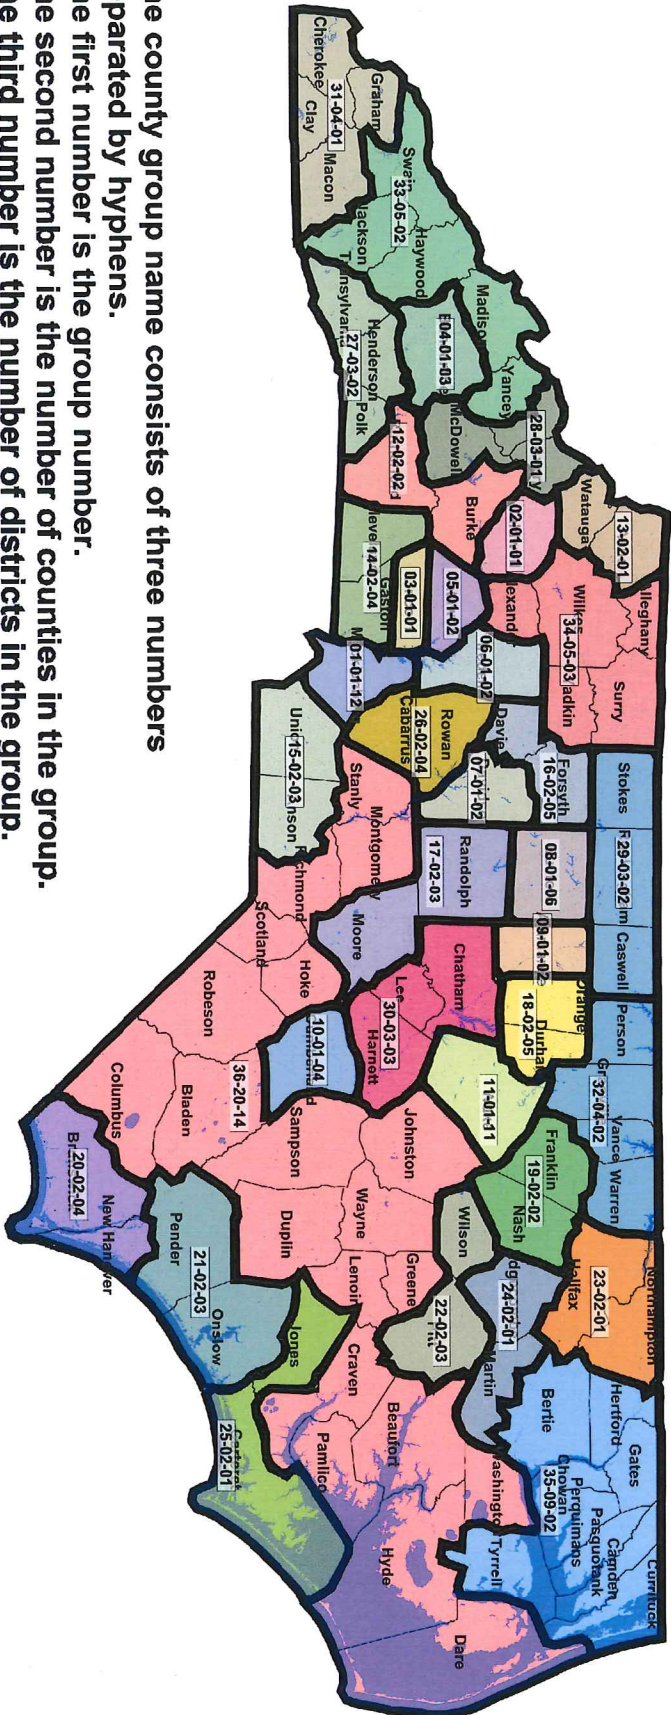 Cherokee
Graham
31-04-01
Clay
Macon
Swain
33-05-02
Jackson
Haywood
Madison
Yancey
04-01-03
Henderson
27-03-02
Polk
McDowell
28-03-01
12-02-02
Burke
02-01-01
Watauga
13-02-01
14-02-04
Gaston
03-01-01
05-01-02
lexand
Wilkes
lleghany
34-05-03
adkin
Surry
06-01-02
01-01-12
Rowan
26-02-04
Cabarrus
Davie
07-01-02
Forsyth
16-02-05
Stokes
29-03-02
Caswell
15-02-03
nson
Stanly
Montgomery
Randolph
17-02-03
08-01-06
09-01-02
Moore
Chatham
Lee
30-03-03
Harnett
Orange
18-02-05
Durha
Person
32-04-02
Vance
Warren
Scotland
Hoke
Robeson
10-01-04
11-01-11
Franklin
19-02-02
Nash
36-20-14
Columbus
Bladen
Sampson
Johnston
Wayne
Wilson
Duplin
Lenoir
Greene
20-02-04
New Hanover
Pender
21-02-03
Onslow
Jones
Craven
22-02-03
24-02-01
Martin
23-02-01
Halifax
Northampton
25-02-01
Pamlico
Beaufort
Hyde
Dare
Washington
Tyrrell
Bertie
Hertford
Gates
Chowan
35-09-02
Perquimans
Pasquotank
Camden
Currituck
he county group name consists of three numbers
parated by hyphens.
e first number is the group number.
e second number is the number of counties in the group.
e third number is the number of districts in the group.